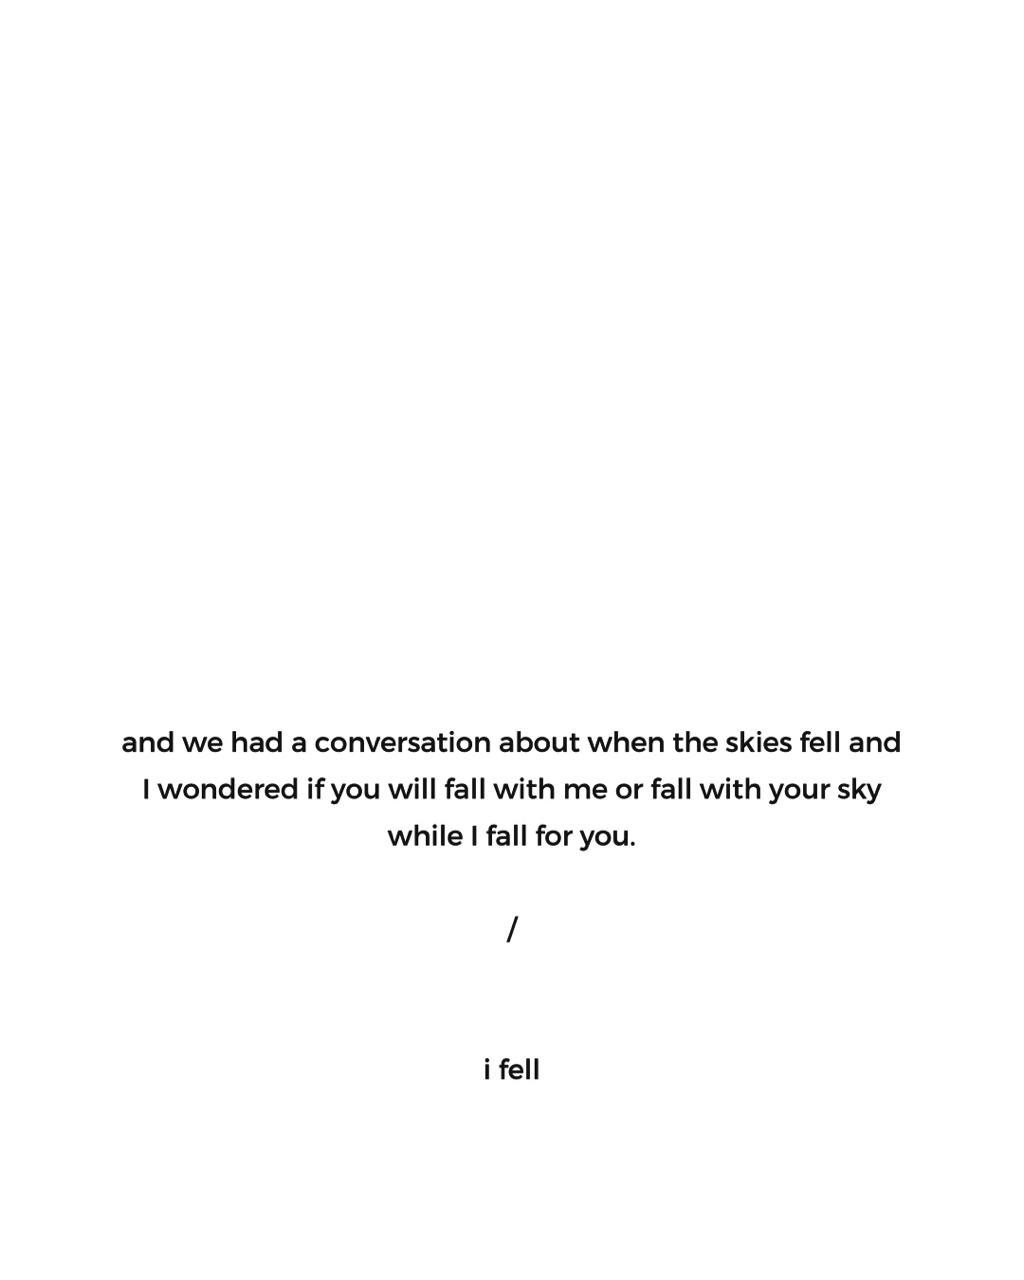 and we had a conversation about when the skies fell and
I wondered if you will fall with me or fall with your sky
while I fall for you.
/
i fell